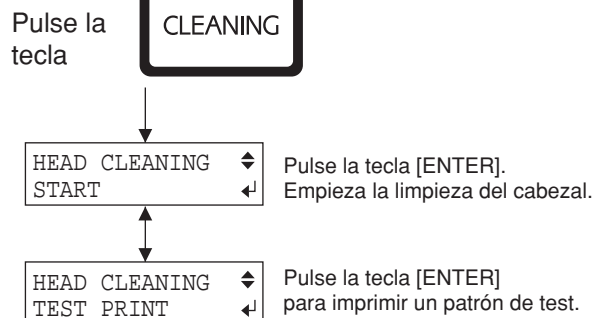 Pulse la
tecla
CLEANING
HEAD CLEANING
START
Pulse la tecla [ENTER].
Empieza la limpieza del cabezal.
HEAD CLEANING
TEST PRINT
Pulse la tecla [ENTER]
para imprimir un patrón de test.